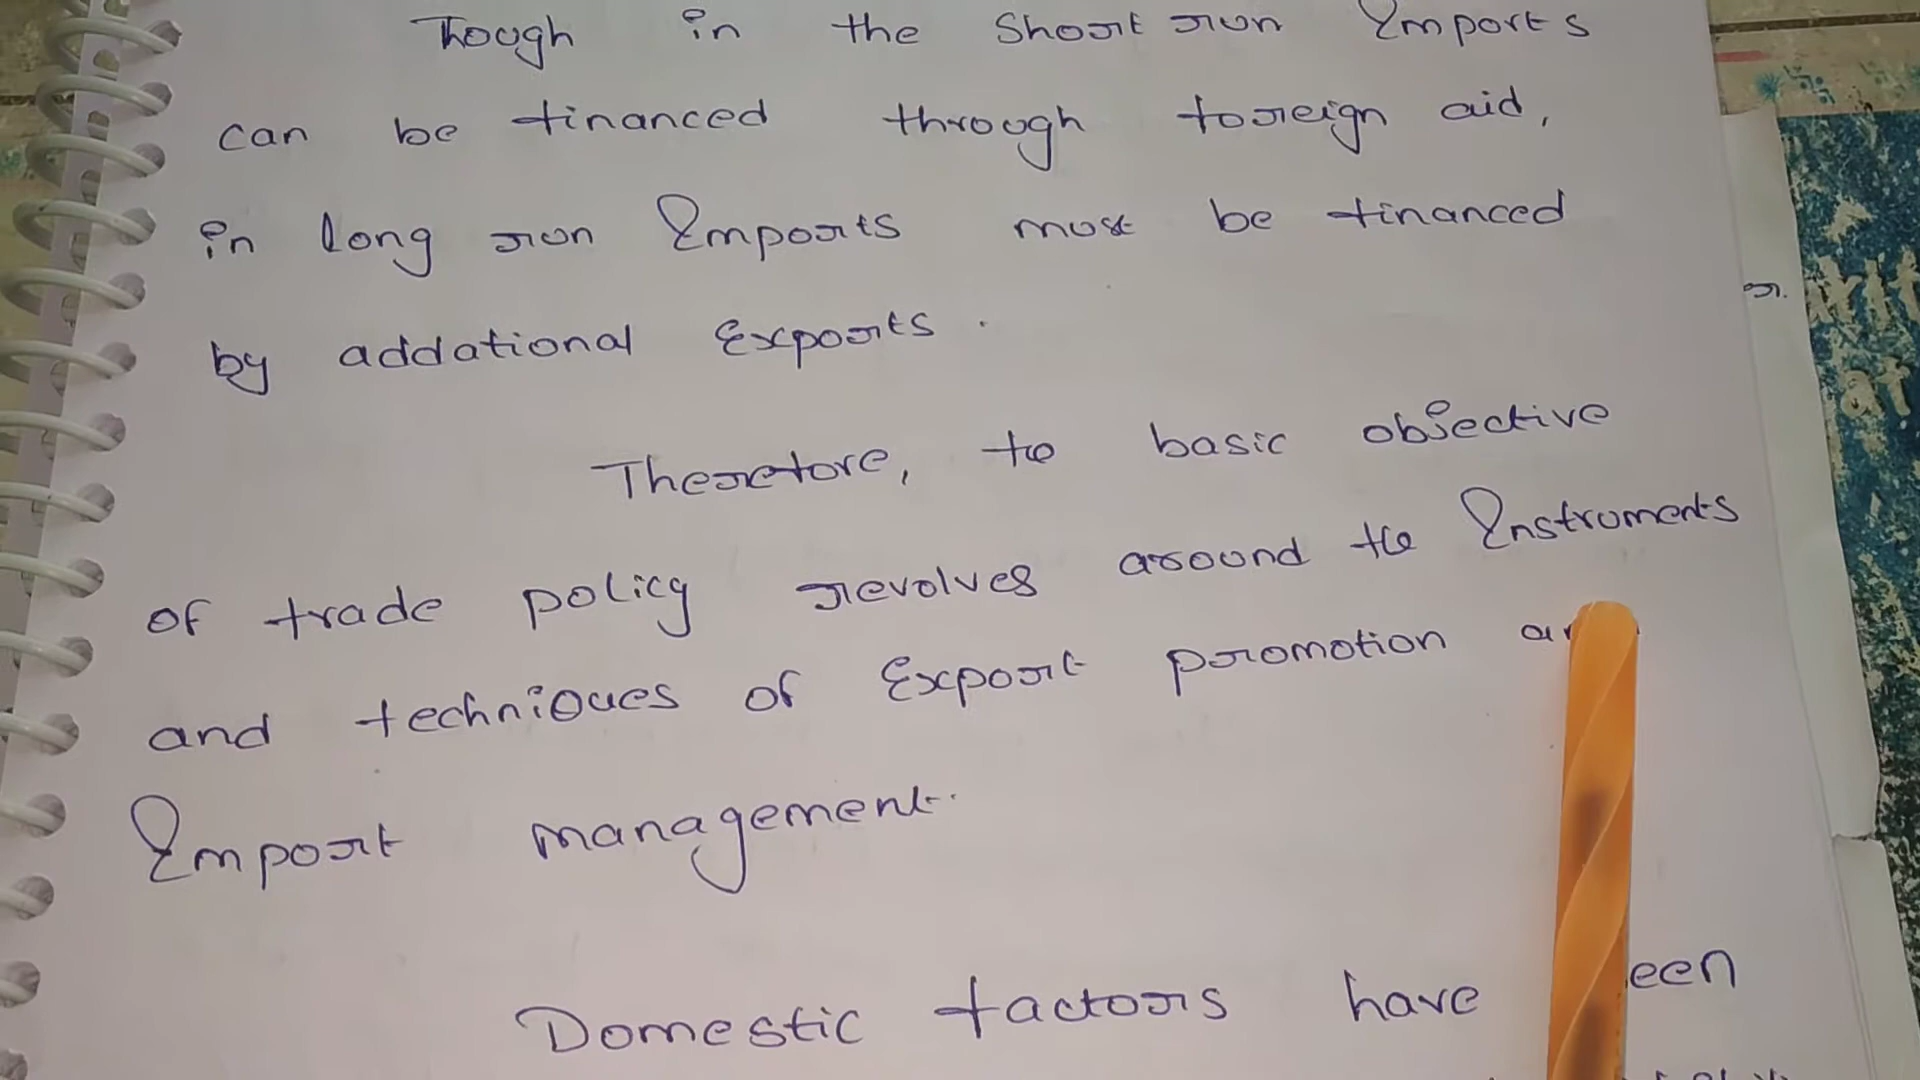 Though in the Short run Imports
can be financed through foreign aid,
in long run Imports must be financed
by addational Exports.
Therefore, the basic objective
of trade policy revolves around the Instruments
and techniques of Export promotion
Import management.
Domestic factors have